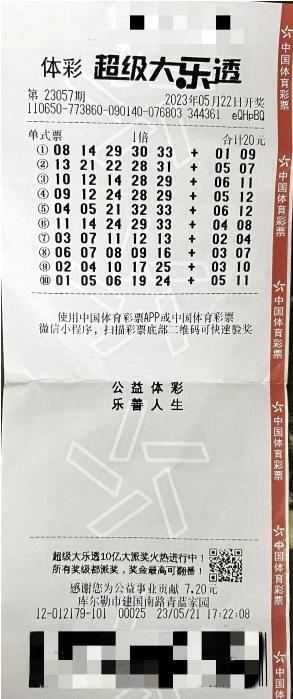 体彩 超级大乐透
第 23057期 2023年05月22日开奖
110650-773860-090140-076803 344361 eQHpBQ
单式票 1倍 合计20元
① 08 14 29 30 33 + 01 09
② 13 21 22 28 31 + 05 07
③ 10 12 14 28 29 + 06 11
④ 09 12 24 28 29 + 05 12
⑤ 04 05 21 32 33 + 06 12
⑥ 11 14 24 29 33 + 04 08
⑦ 03 07 11 12 13 + 02 04
⑧ 06 07 08 09 16 + 03 07
⑨ 02 04 10 17 25 + 03 10
⑩ 01 05 06 19 24 + 05 11
使用中国体育彩票APP或中国体育彩票
微信小程序，扫描彩票底部二维码可快速验奖
公益体彩
乐善人生
超级大乐透10亿大派奖火热进行中！
所有奖级都派奖，奖金最高可翻番！
感谢您为公益事业贡献 7.20元
库尔勒市建国南路青蓝家园
12-012179-101 00025 23/05/21 17:22:08
中国体育彩票
中国体育彩票
中国体育彩票
中国体育彩票
中国体育彩票
中国